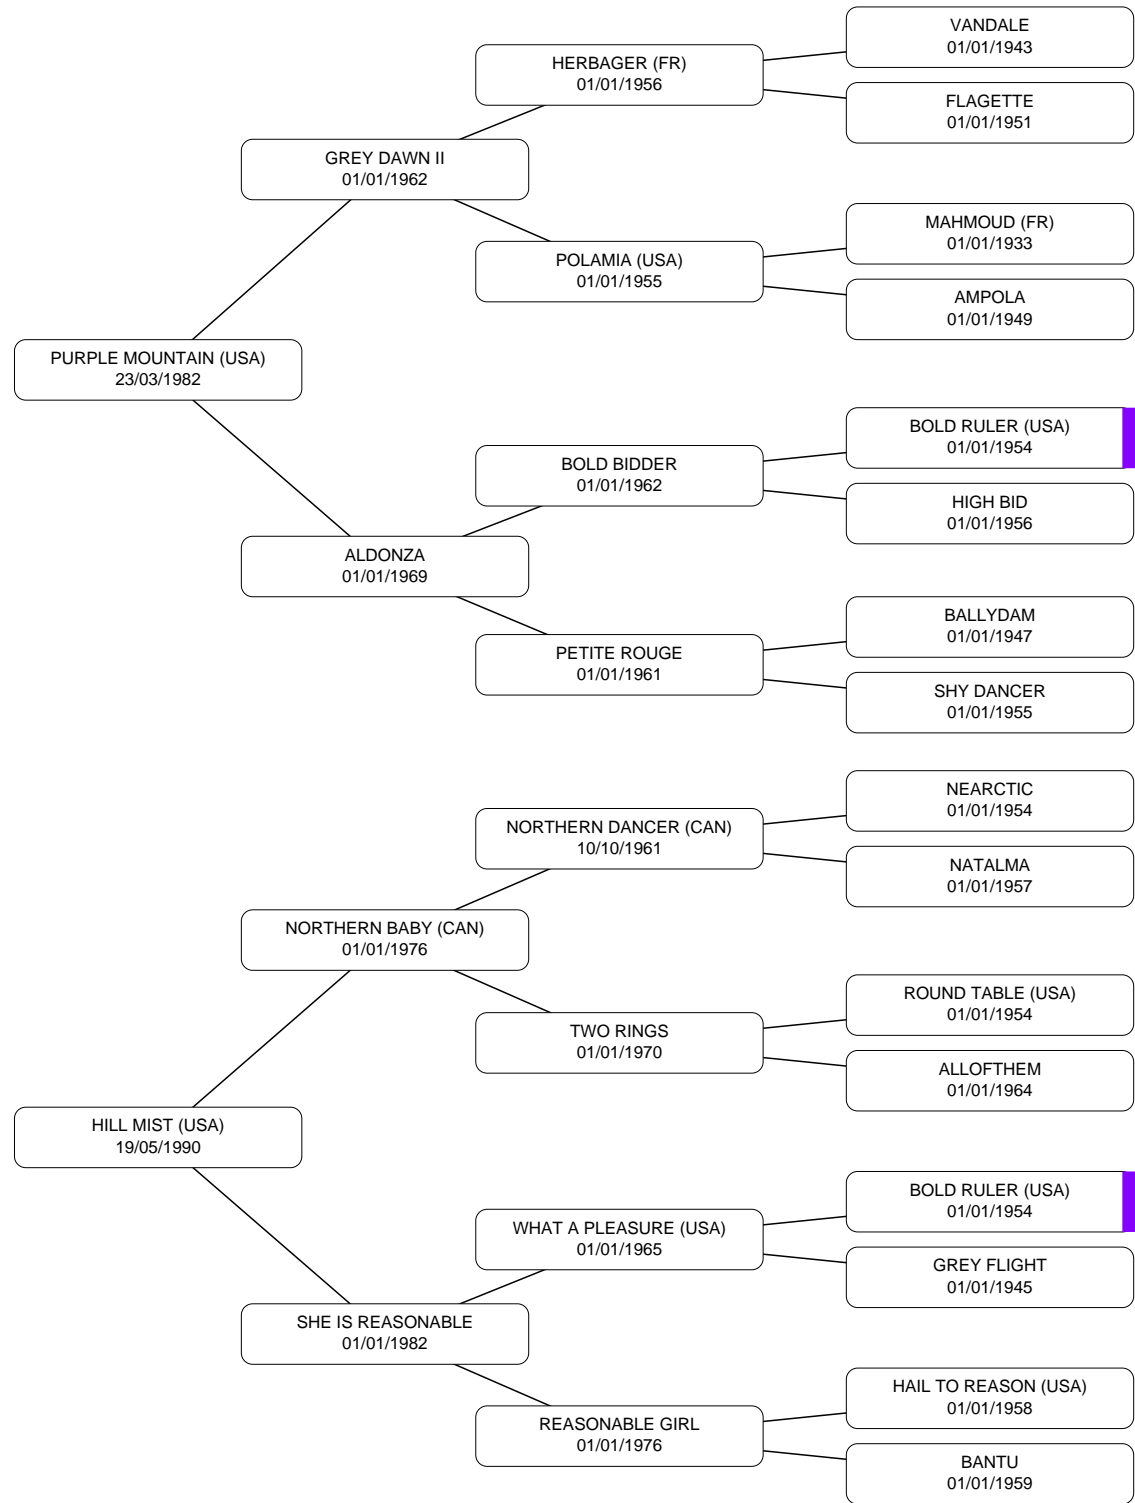 VANDALE
01/01/1943
HERBAGER (FR)
01/01/1956
FLAGETTE
01/01/1951
GREY DAWN II
01/01/1962
MAHMOUD (FR)
01/01/1933
POLAMIA (USA)
01/01/1955
AMPOLA
01/01/1949
PURPLE MOUNTAIN (USA)
23/03/1982
BOLD RULER (USA)
01/01/1954
BOLD BIDDER
01/01/1962
HIGH BID
01/01/1956
ALDONZA
01/01/1969
BALLYDAM
01/01/1947
PETITE ROUGE
01/01/1961
SHY DANCER
01/01/1955
NEARCTIC
01/01/1954
NORTHERN DANCER (CAN)
10/10/1961
NATALMA
01/01/1957
NORTHERN BABY (CAN)
01/01/1976
ROUND TABLE (USA)
01/01/1954
TWO RINGS
01/01/1970
ALLOFTHEM
01/01/1964
HILL MIST (USA)
19/05/1990
BOLD RULER (USA)
01/01/1954
WHAT A PLEASURE (USA)
01/01/1965
GREY FLIGHT
01/01/1945
SHE IS REASONABLE
01/01/1982
HAIL TO REASON (USA)
01/01/1958
REASONABLE GIRL
01/01/1976
BANTU
01/01/1959